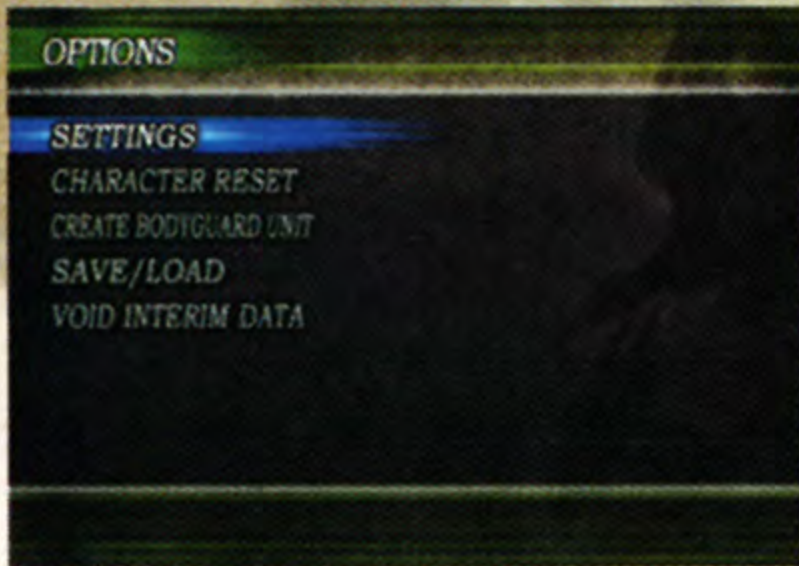 OPTIONS
SETTINGS
CHARACTER RESET
CREATE BODYGUARD UNIT
SAVE/LOAD
VOID INTERIM DATA